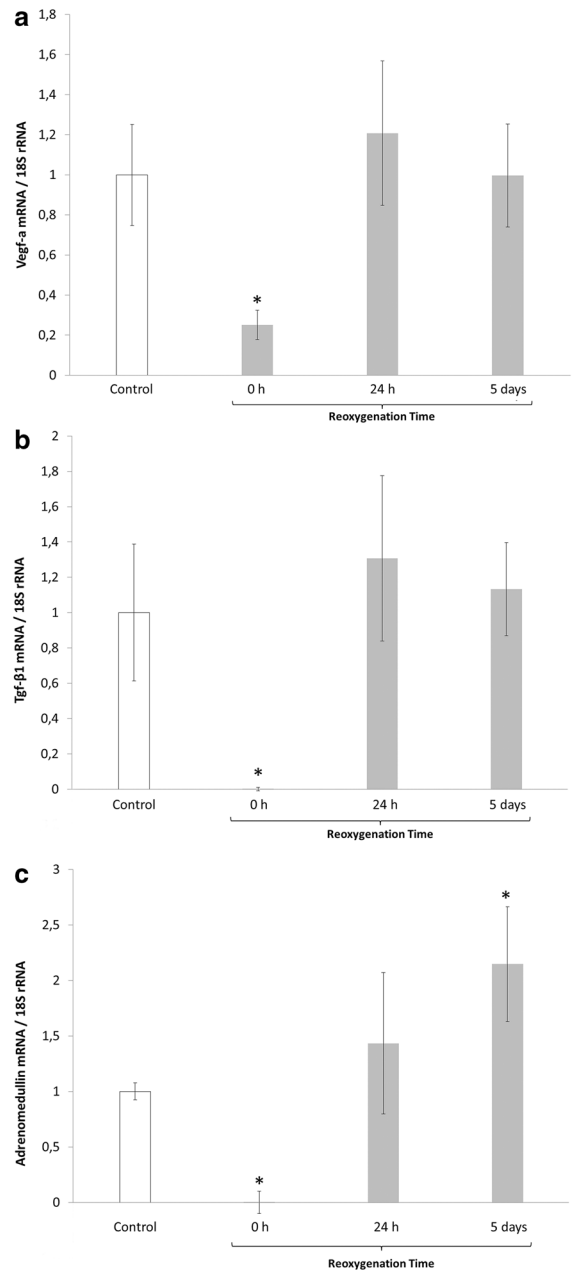 a
1,8
1,6
1,4
1,2
1
0,8
0,6
0,4
0,2
0
Vegf-a mRNA / 18S rRNA
*
Control 0 h 24 h 5 days
Reoxygenation Time
b
2
1,8
1,6
1,4
1,2
1
0,8
0,6
0,4
0,2
0
Tgf-β1 mRNA / 18S rRNA
*
Control 0 h 24 h 5 days
Reoxygenation Time
c
3
2,5
2
1,5
1
0,5
0
Adrenomedullin mRNA / 18S rRNA
*
*
Control 0 h 24 h 5 days
Reoxygenation Time